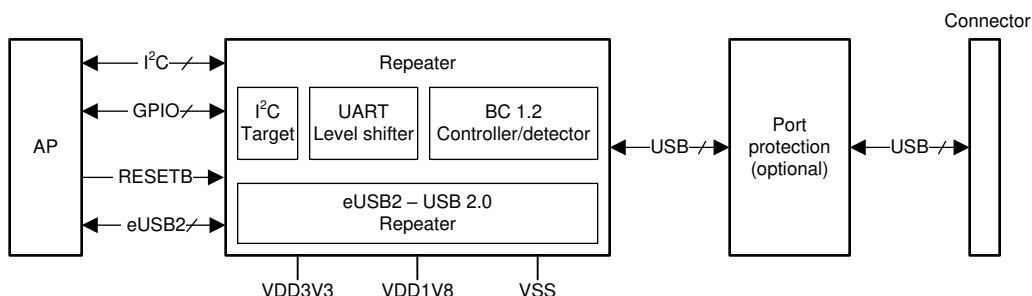 Connector
AP
I²C
GPIO
RESETB
eUSB2
Repeater
I²C
Target
UART
Level shifter
BC 1.2
Controller/detector
eUSB2 – USB 2.0
Repeater
VDD3V3
VDD1V8
VSS
USB
Port
protection
(optional)
USB